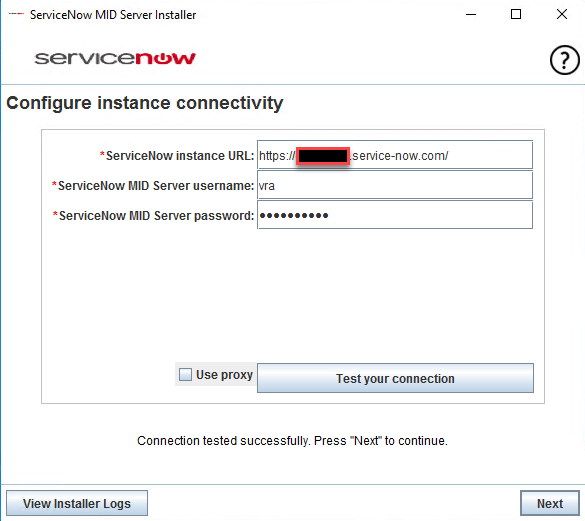 ServiceNow MID Server Installer
servicenow
?
Configure instance connectivity
*ServiceNow instance URL: https://.service-now.com/
*ServiceNow MID Server username: vra
*ServiceNow MID Server password: ●●●●●●●●●●
Use proxy Test your connection
Connection tested successfully. Press "Next" to continue.
View Installer Logs Next